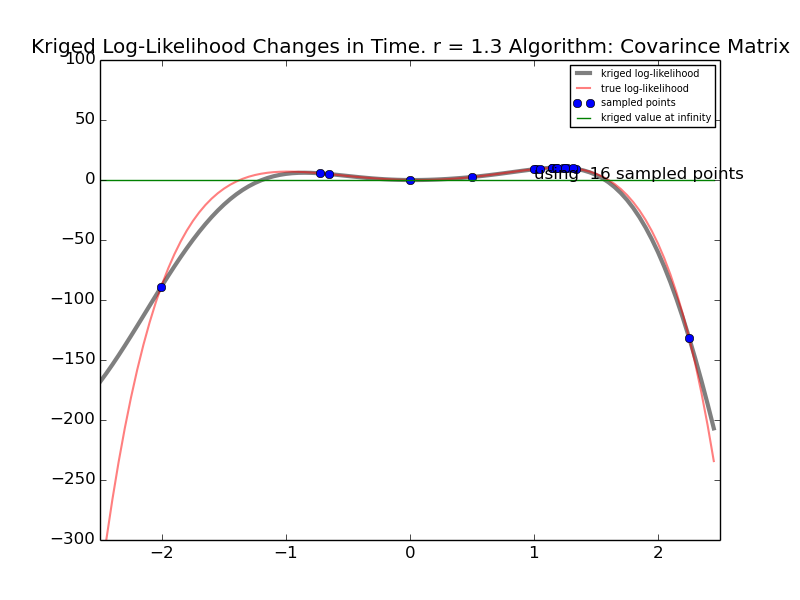 Kriged Log-Likelihood Changes in Time. r = 1.3 Algorithm: Covarince Matrix
kriged log-likelihood
true log-likelihood
sampled points
kriged value at infinity
using  16 sampled points
100
50
0
−50
−100
−150
−200
−250
−300
−2 −1 0 1 2